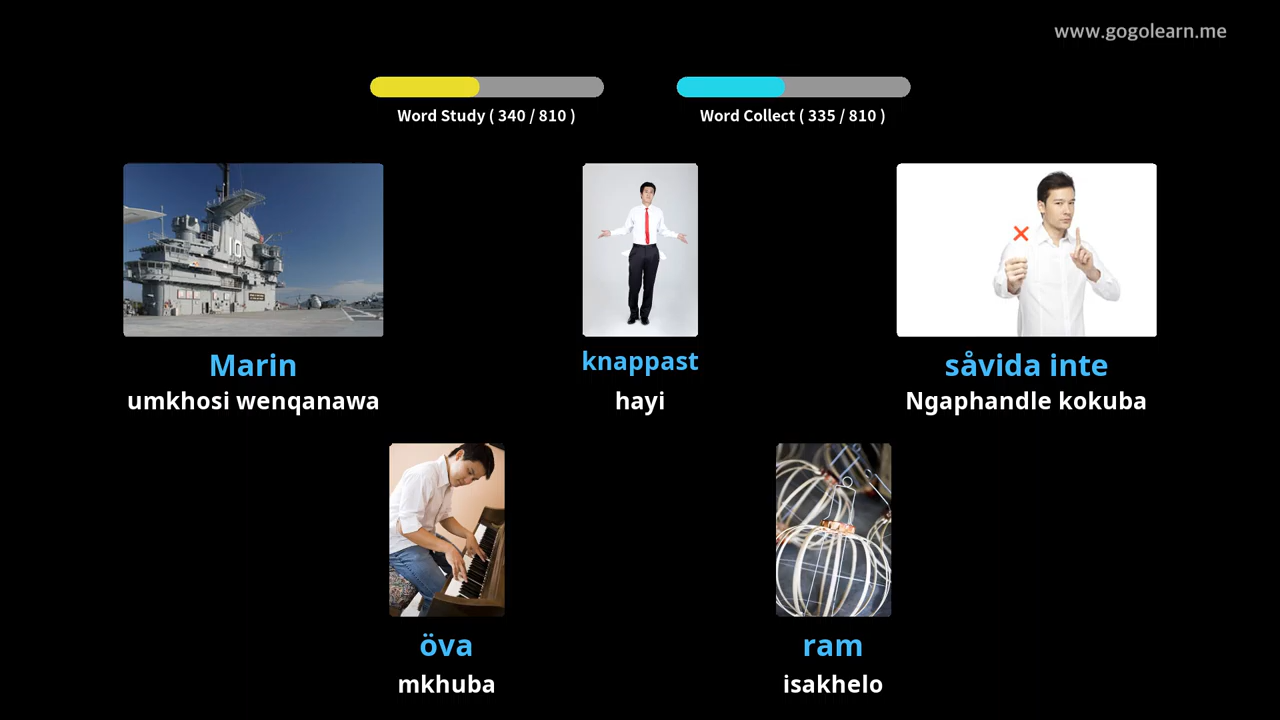 www.gogolearn.me
Word Study ( 340 / 810 )
Word Collect ( 335 / 810 )
10
Marin
umkhosi wenqanawa
knappast
hayi
såvida inte
Ngaphandle kokuba
öva
mkhuba
ram
isakhelo